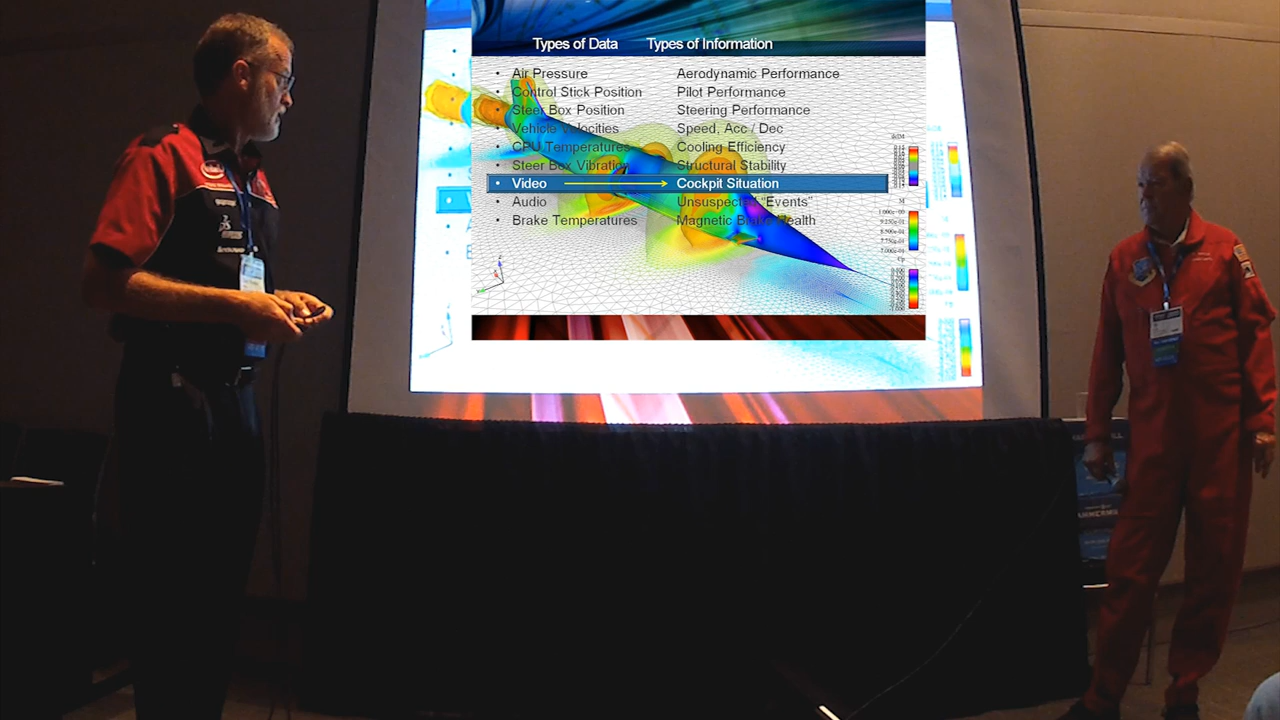 Types of Data Types of Information
• Air Pressure Aerodynamic Performance
• Control Stick Position Pilot Performance
• Steer Box Position Steering Performance
• Vehicle Velocities Speed, Acc / Dec
• CPU Temperatures Cooling Efficiency
• Steer Box Vibration Structural Stability
• Video Cockpit Situation
• Audio Unsuspected “Events”
• Brake Temperatures Magnetic Brake Health